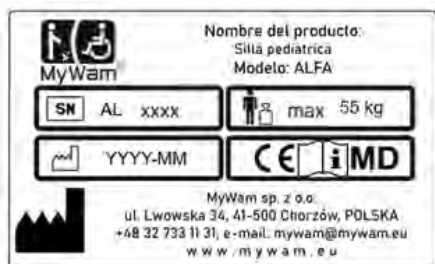 MyWam
Nombre del producto:
Silla pediatrica
Modelo: ALFA
SN AL xxxx
max 55 kg
YYYY-MM
CE i MD
MyWam sp. z o.o.
ul. Lwowska 34, 41-500 Chorzów, POLSKA
+48 32 733 11 31, e-mail: mywam@mywam.eu
www.mywam.eu